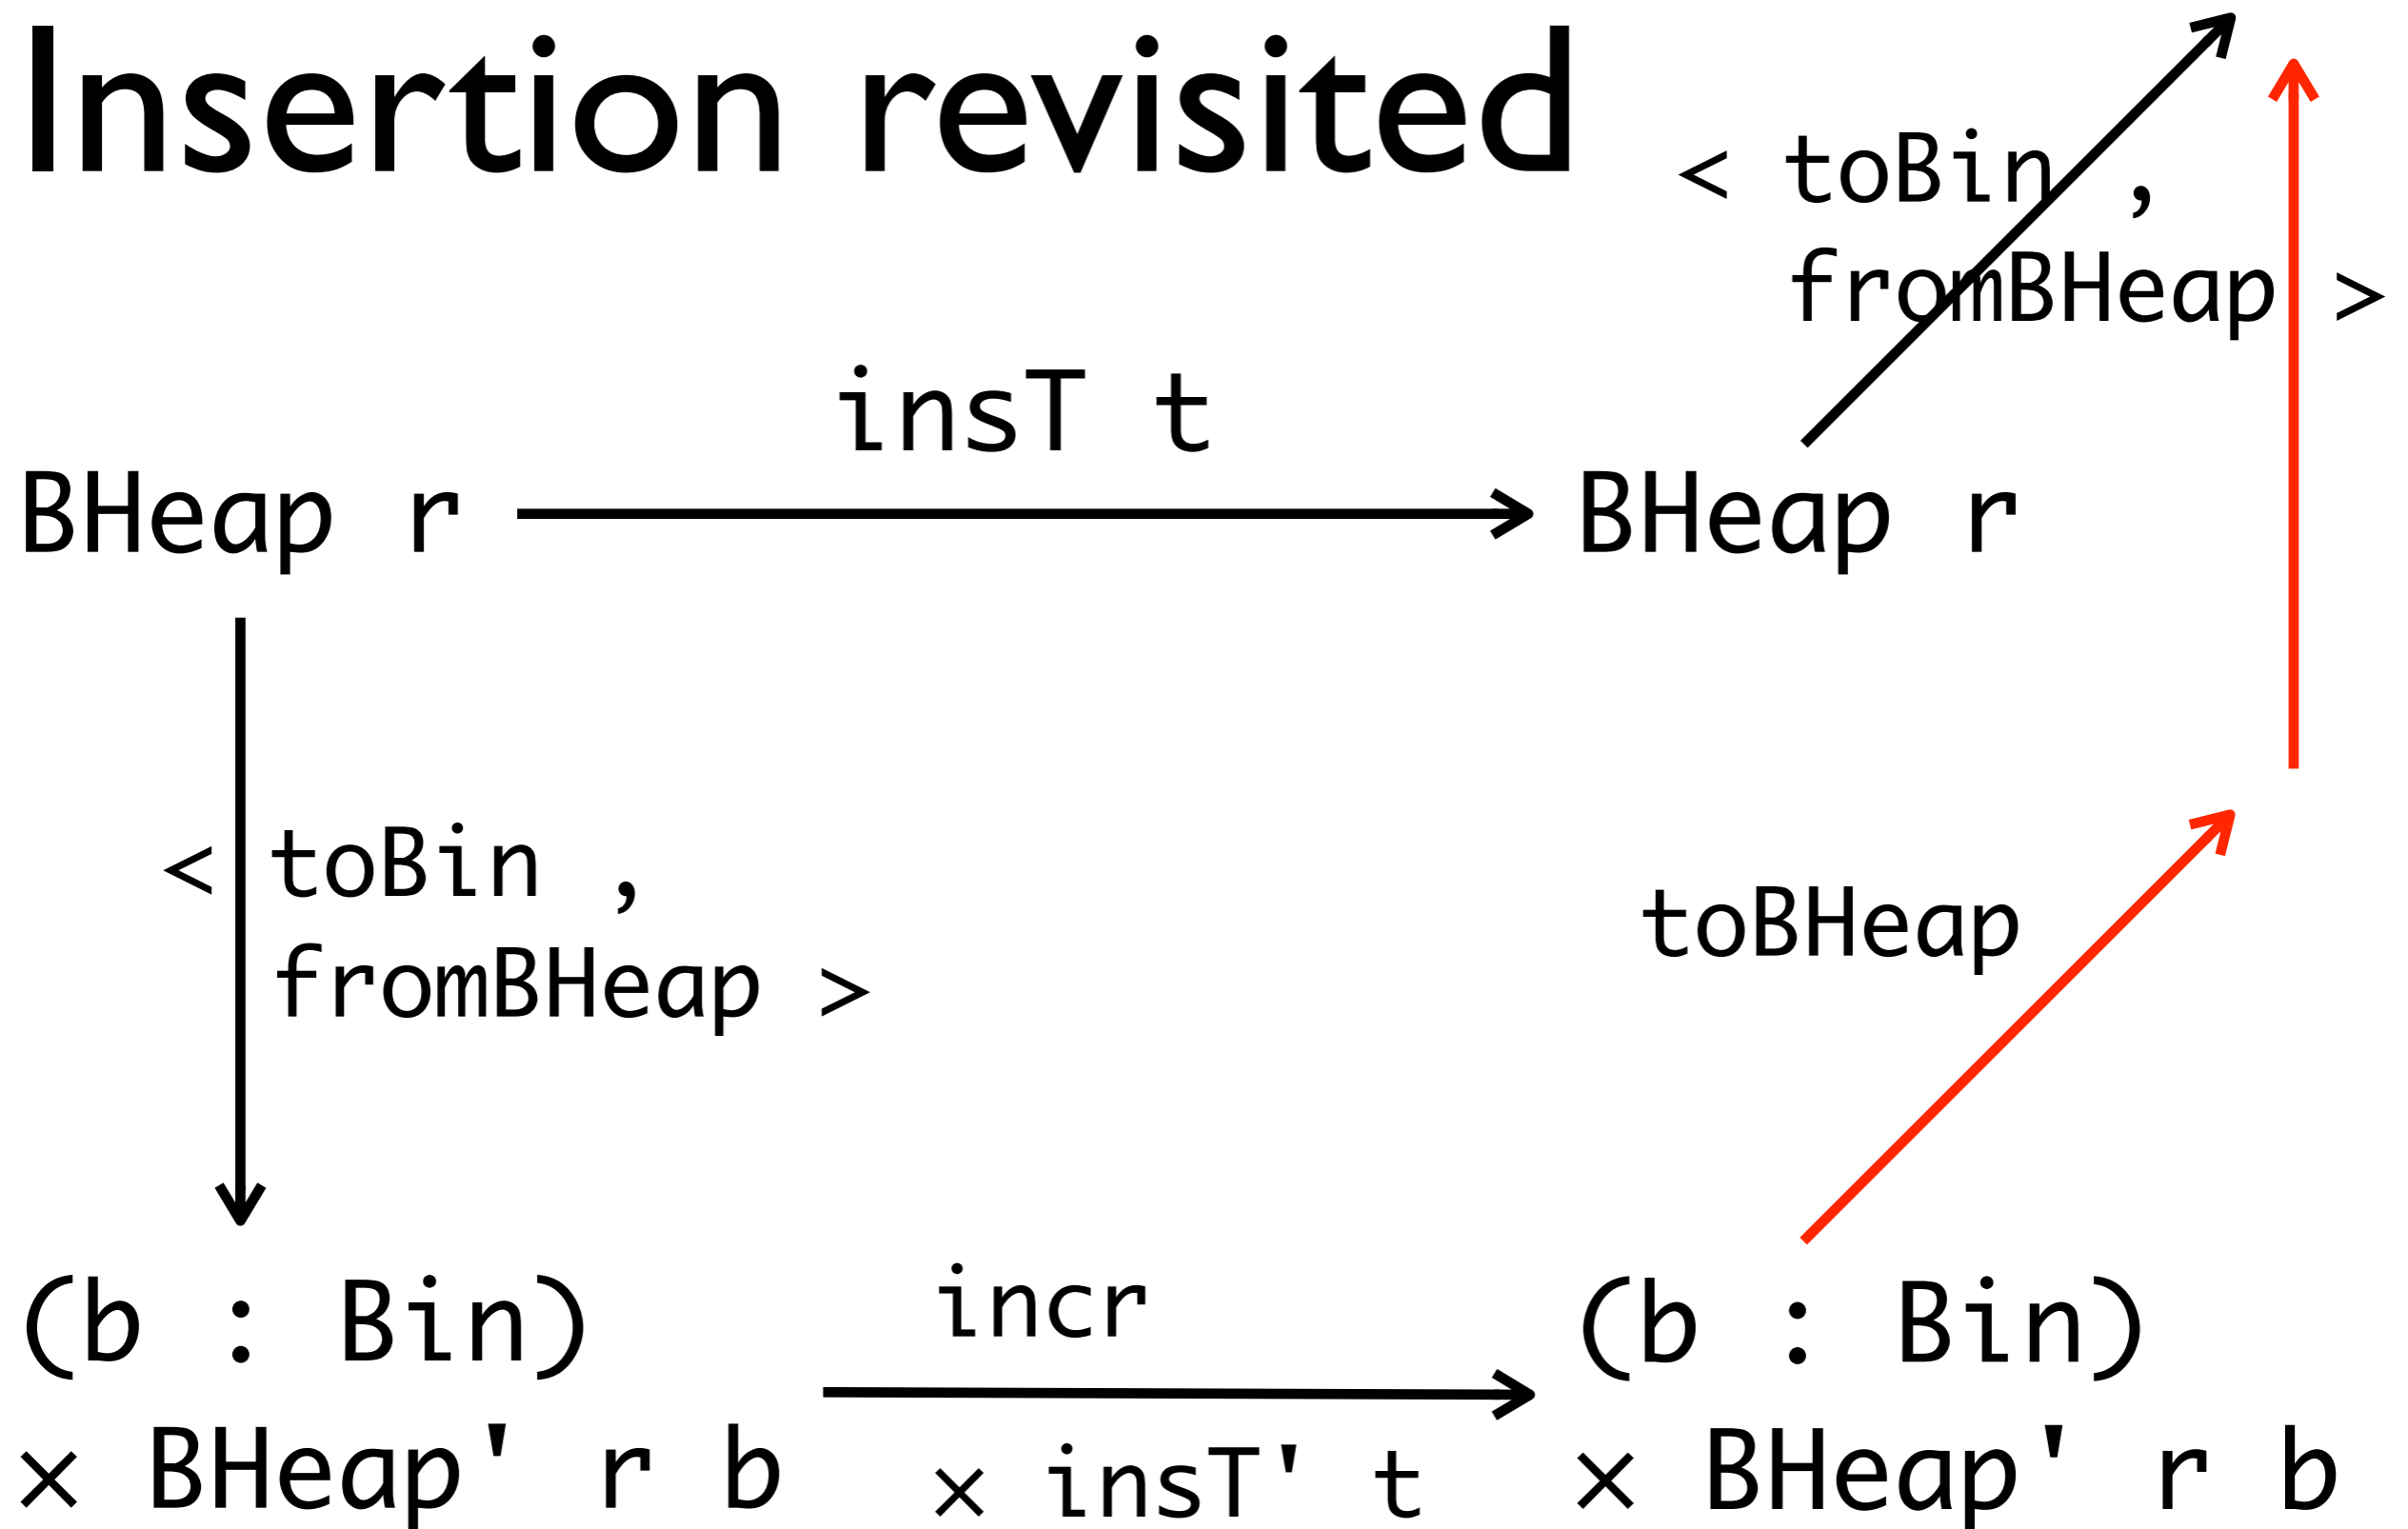 Insertion revisited
< toBin ,
fromBHeap >
insT t
BHeap r
BHeap r
< toBin ,
fromBHeap >
toBHeap
(b : Bin)
× BHeap' r b
incr
× insT' t
(b : Bin)
× BHeap' r b